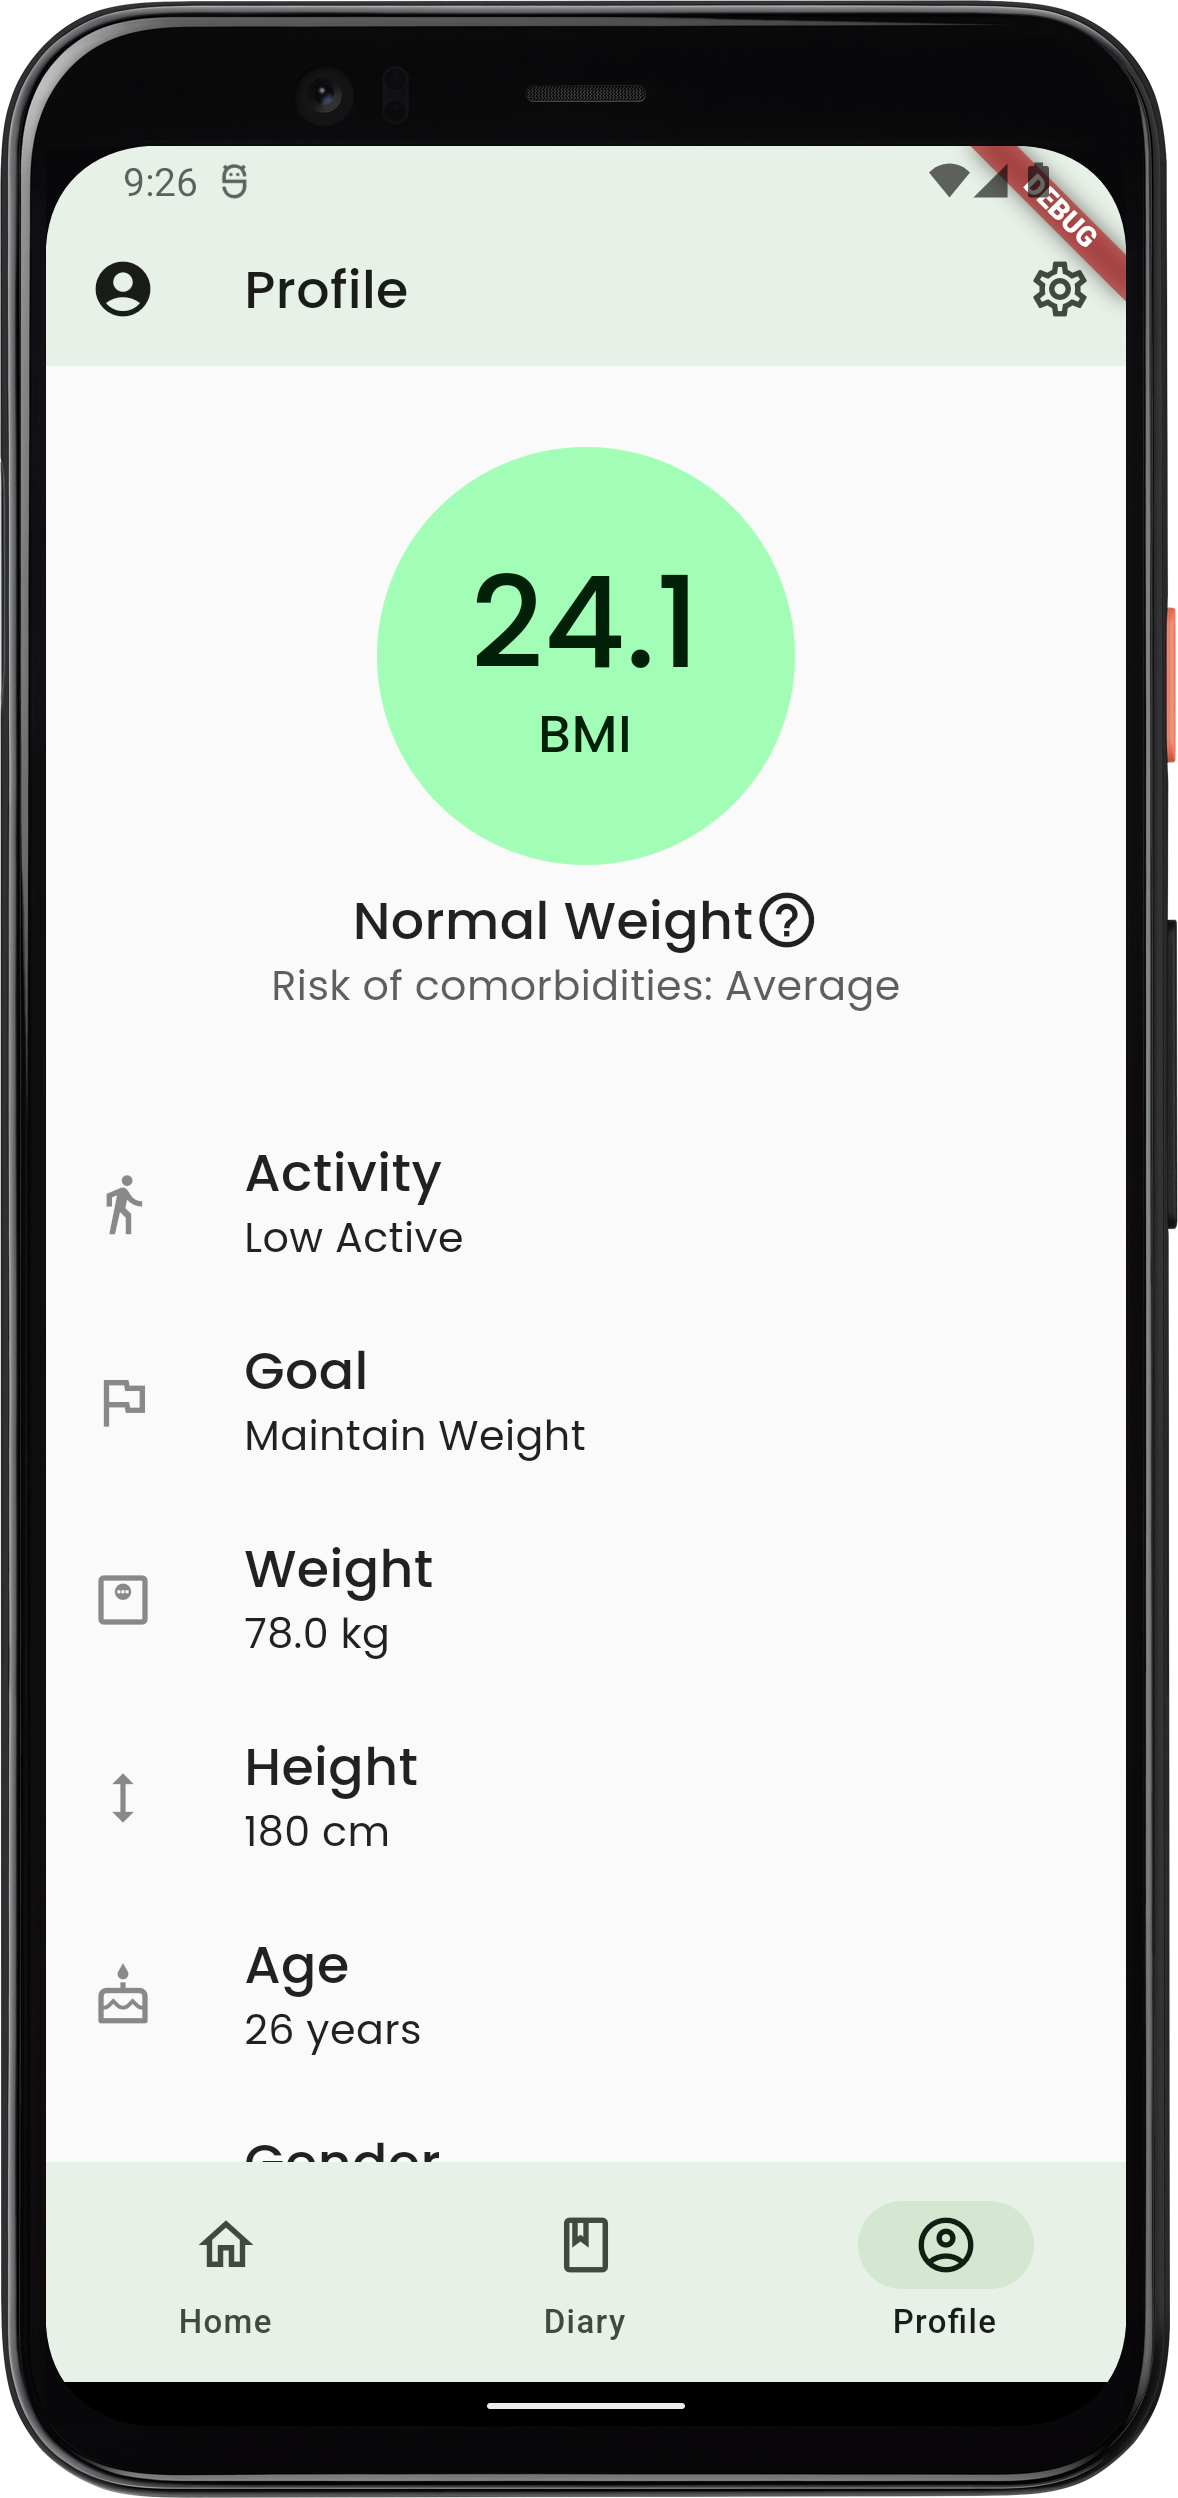 9:26
DEBUG
Profile
24.1
BMI
Normal Weight
Risk of comorbidities: Average
Activity
Low Active
Goal
Maintain Weight
Weight
78.0 kg
Height
180 cm
Age
26 years
Gender
Home
Diary
Profile